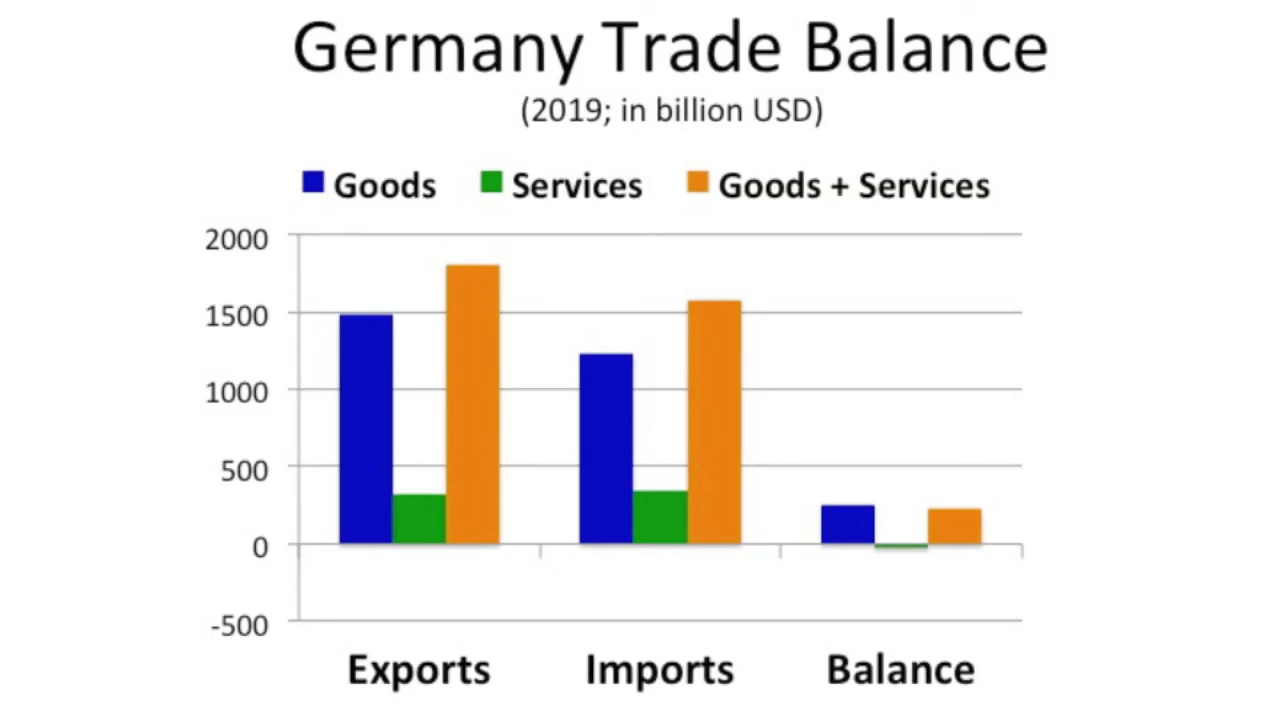 Germany Trade Balance
(2019; in billion USD)
Goods Services Goods + Services
2000
1500
1000
500
0
-500
Exports Imports Balance